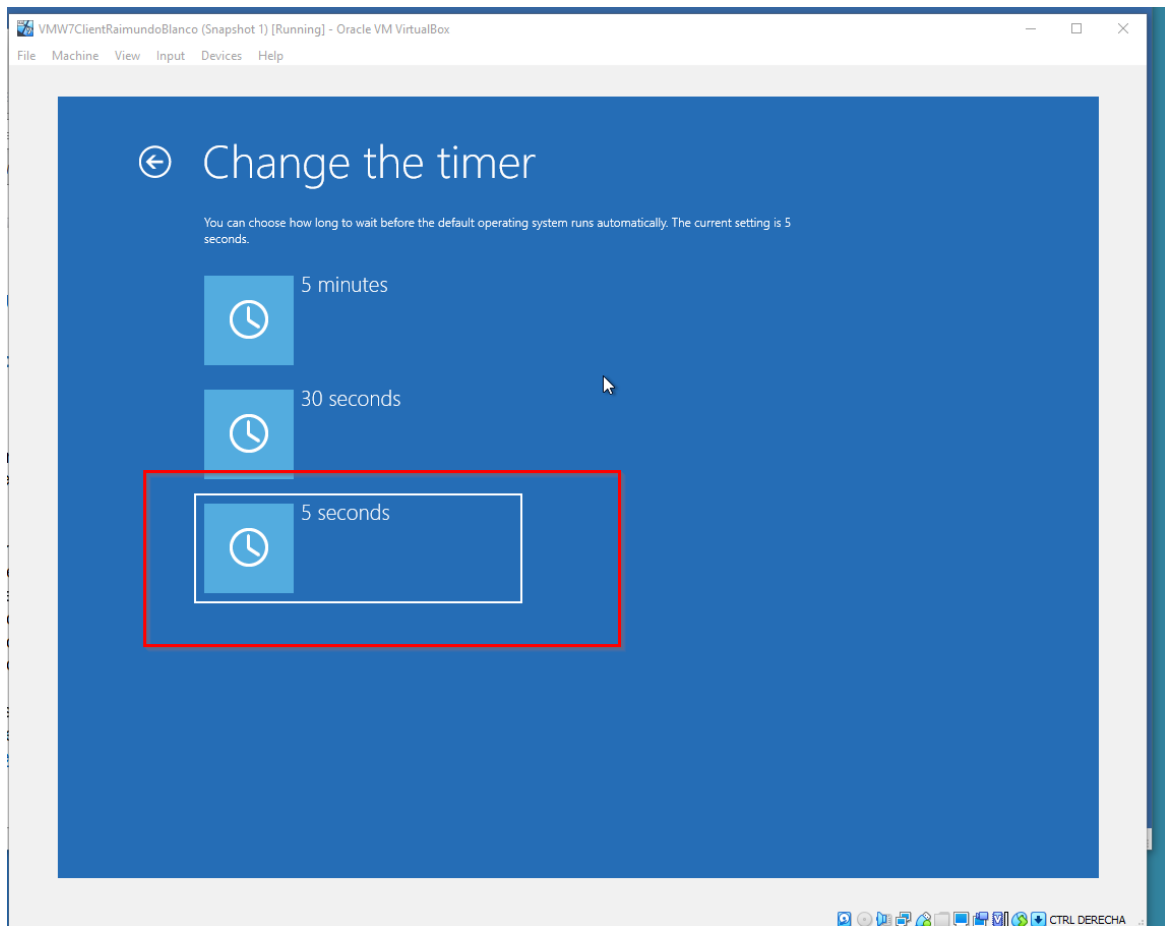 VMW7ClientRaimundoBlanco (Snapshot 1) [Running] - Oracle VM VirtualBox
File Machine View Input Devices Help
Change the timer
You can choose how long to wait before the default operating system runs automatically. The current setting is 5
seconds.
5 minutes
30 seconds
5 seconds
CTRL DERECHA